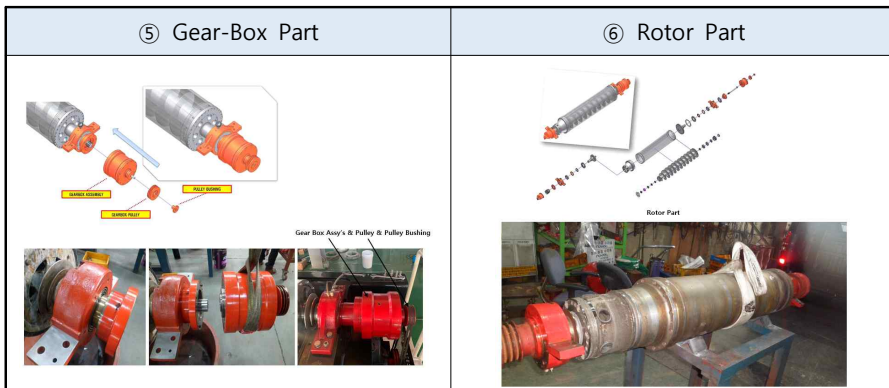 ⑤ Gear-Box Part
⑥ Rotor Part
GEARBOX ASSEMBLY
PULLEY BUSHING
GEARBOX PULLEY
Gear Box Assy's & Pulley & Pulley Bushing
Rotor Part